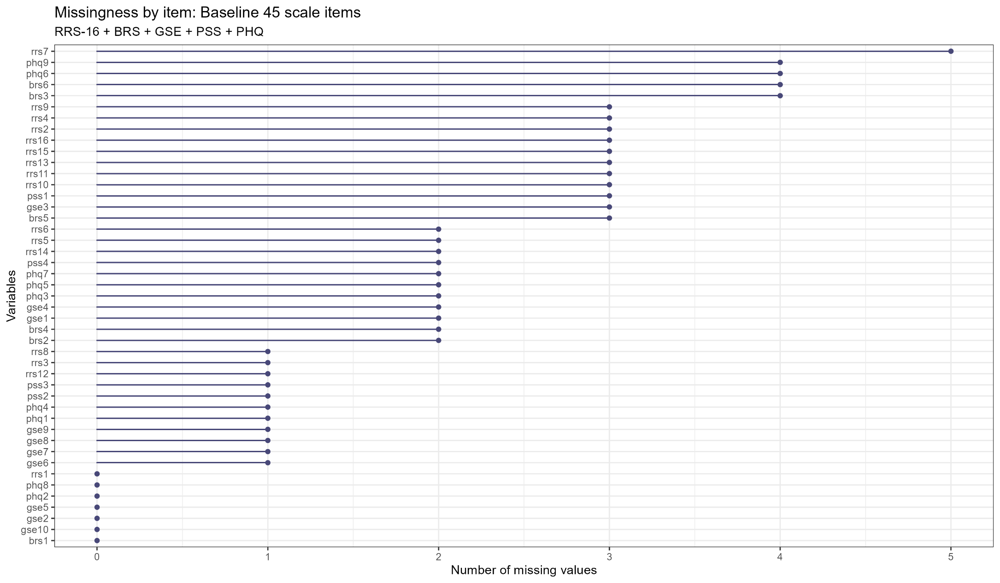 Missingness by item: Baseline 45 scale items
RRS-16 + BRS + GSE + PSS + PHQ
Variables
rrs7
phq9
phq6
brs6
brs3
rrs9
rrs4
rrs2
rrs16
rrs15
rrs13
rrs11
rrs10
pss1
gse3
brs5
rrs6
rrs5
rrs14
pss4
phq7
phq5
phq3
gse4
gse1
brs4
brs2
rrs8
rrs3
rrs12
pss3
pss2
phq4
phq1
gse9
gse8
gse7
gse6
rrs1
phq8
phq2
gse5
gse2
gse10
brs1
0 1 2 3 4 5
Number of missing values